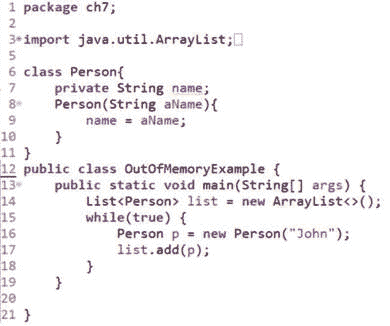 1 package ch7;
2
3 import java.util.ArrayList;
5
6 class Person{
7     private String name;
8     Person(String aName){
9         name = aName;
10     }
11 }
12 public class OutOfMemoryExample {
13     public static void main(String[] args) {
14         List<Person> list = new ArrayList<>();
15         while(true) {
16             Person p = new Person("John");
17             list.add(p);
18         }
19     }
20
21 }